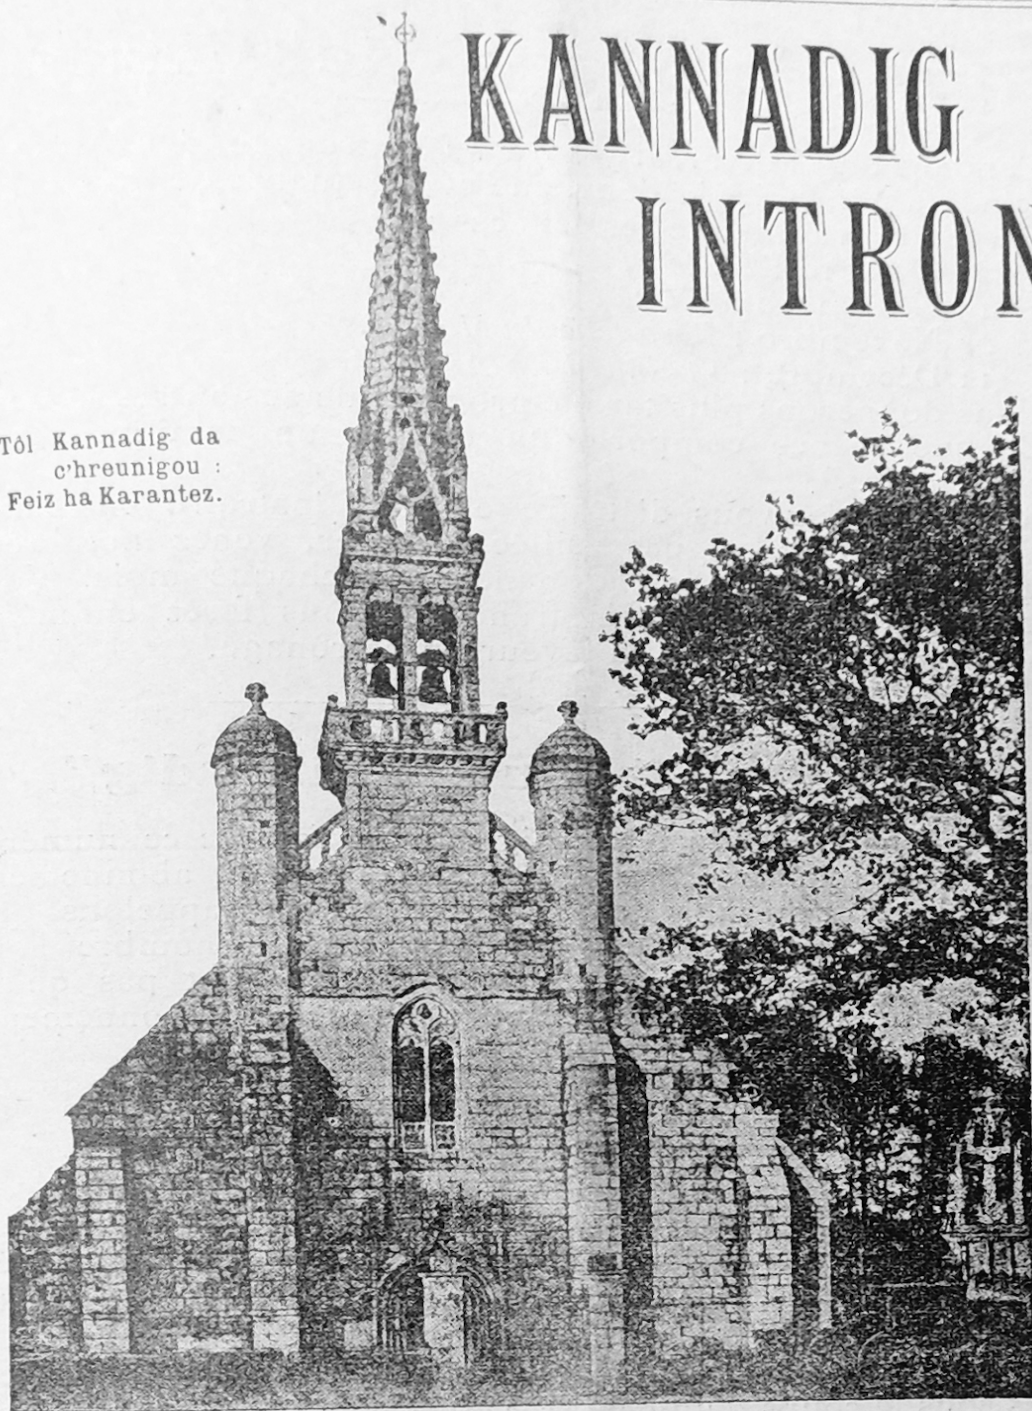 KANNADIG
INTRON
Tôl Kannadig da
c'hreunigou :
Feiz ha Karantez.